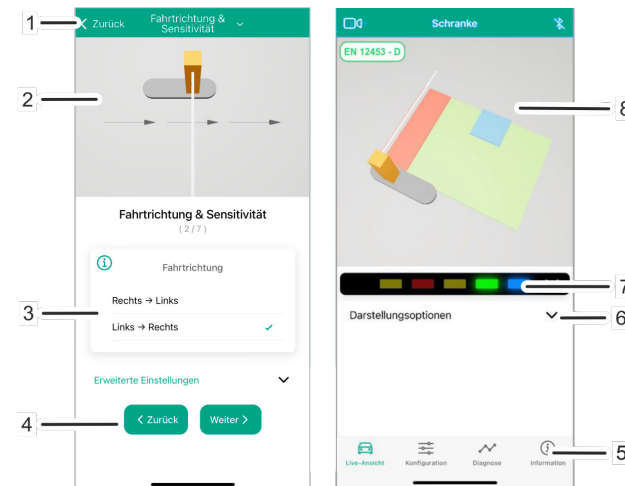 1
Zurück
Fahrtrichtung &
Sensitivität
2
Fahrtrichtung & Sensitivität
( 2 / 7 )
Fahrtrichtung
3
Rechts → Links
Links → Rechts
Erweiterte Einstellungen
4
Zurück
Weiter
Schranke
EN 12453 - D
8
7
Darstellungsoptionen
6
5
Live-Ansicht
Konfiguration
Diagnose
Information